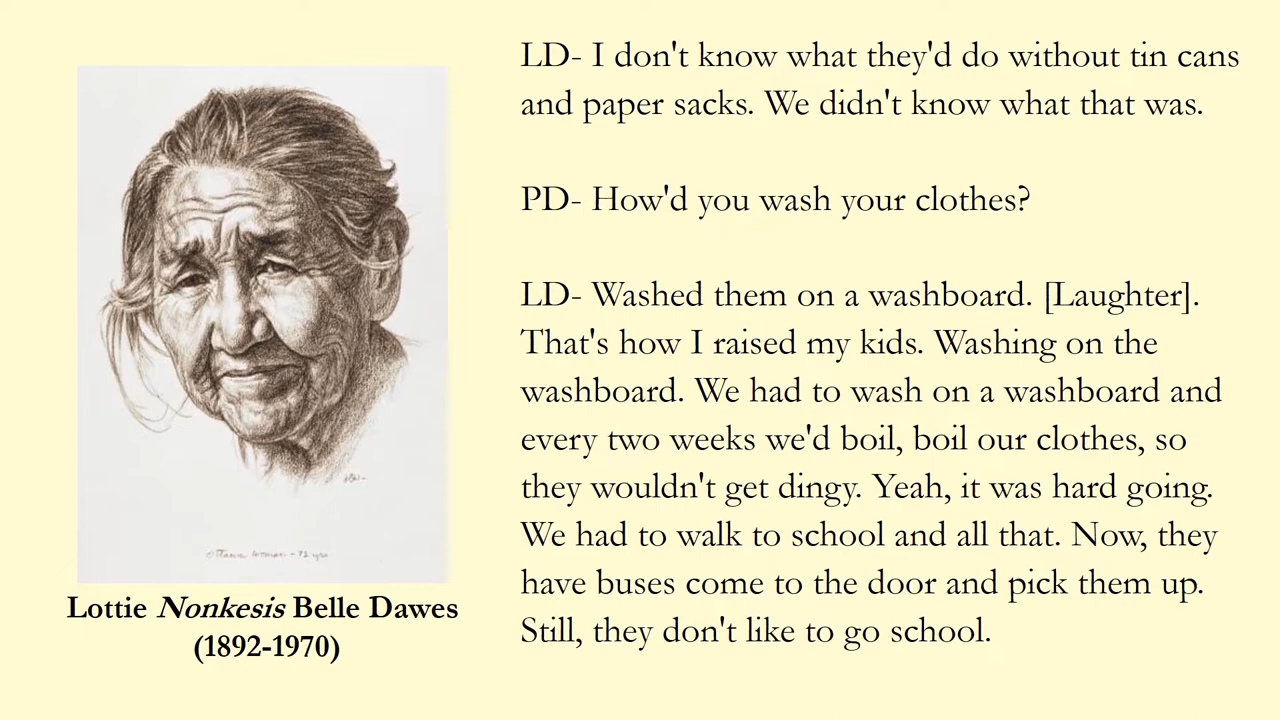 LD- I don't know what they'd do without tin cans
and paper sacks. We didn't know what that was.
PD- How'd you wash your clothes?
LD- Washed them on a washboard. [Laughter].
That's how I raised my kids. Washing on the
washboard. We had to wash on a washboard and
every two weeks we'd boil, boil our clothes, so
they wouldn't get dingy. Yeah, it was hard going.
We had to walk to school and all that. Now, they
have buses come to the door and pick them up.
Still, they don't like to go school.
Ottawa Woman - 72 yrs
Lottie Nonkesis Belle Dawes
(1892-1970)